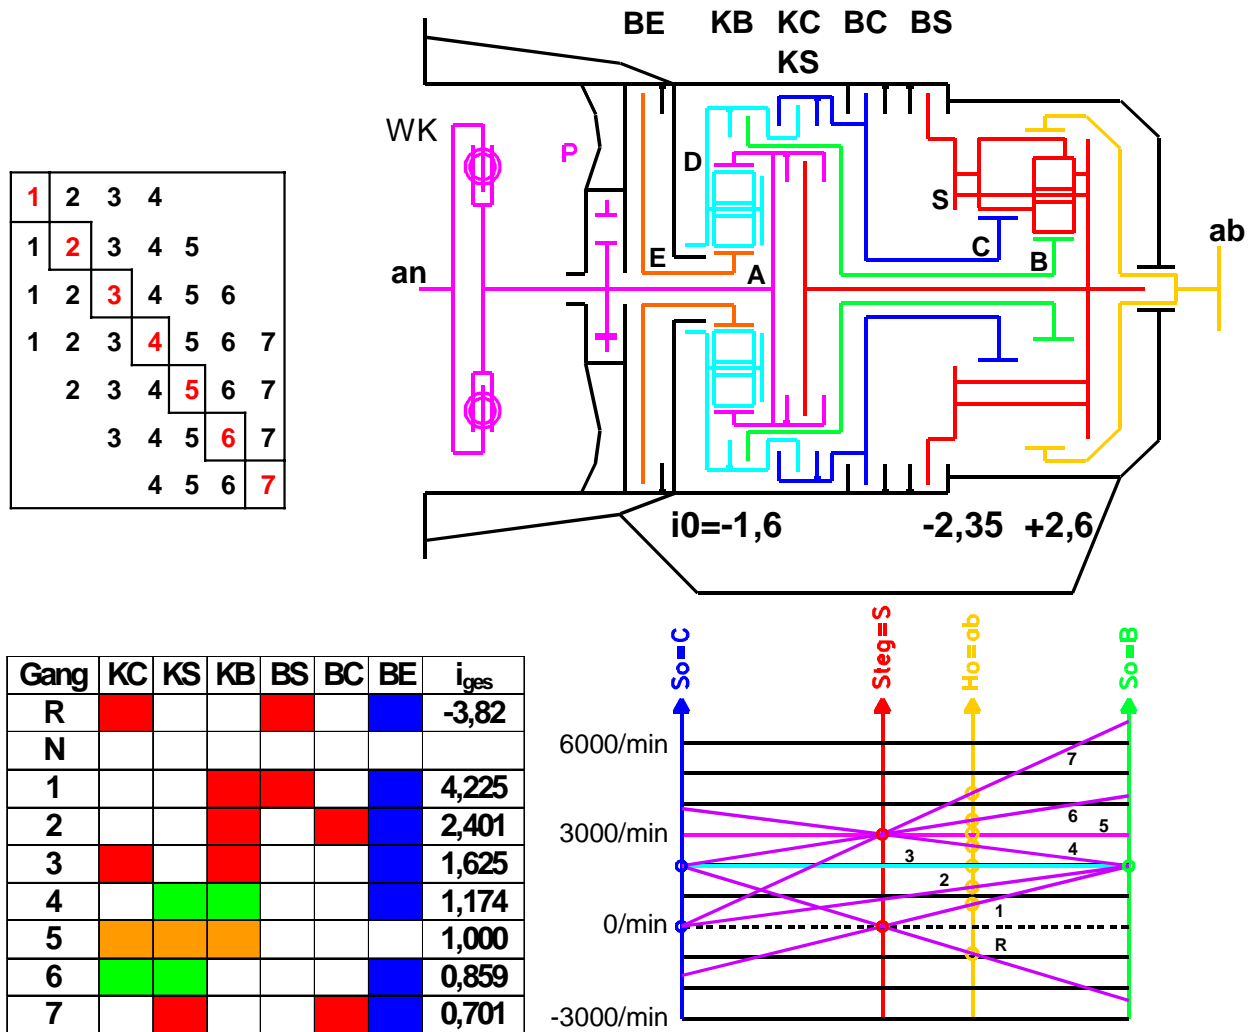 BE KB KC BC BS
KS
WK
P
D
S
1 2 3 4
1 2 3 4 5
1 2 3 4 5 6
1 2 3 4 5 6 7
2 3 4 5 6 7
3 4 5 6 7
4 5 6 7
an
E
A
C
B
ab
i0=-1,6 -2,35 +2,6
Gang KC KS KB BS BC BE iges
R -3,82
N
1 4,225
2 2,401
3 1,625
4 1,174
5 1,000
6 0,859
7 0,701
So=C
Steg=S
Ho=ab
So=B
6000/min
3000/min
0/min
-3000/min
7
6
5
4
3
2
1
R